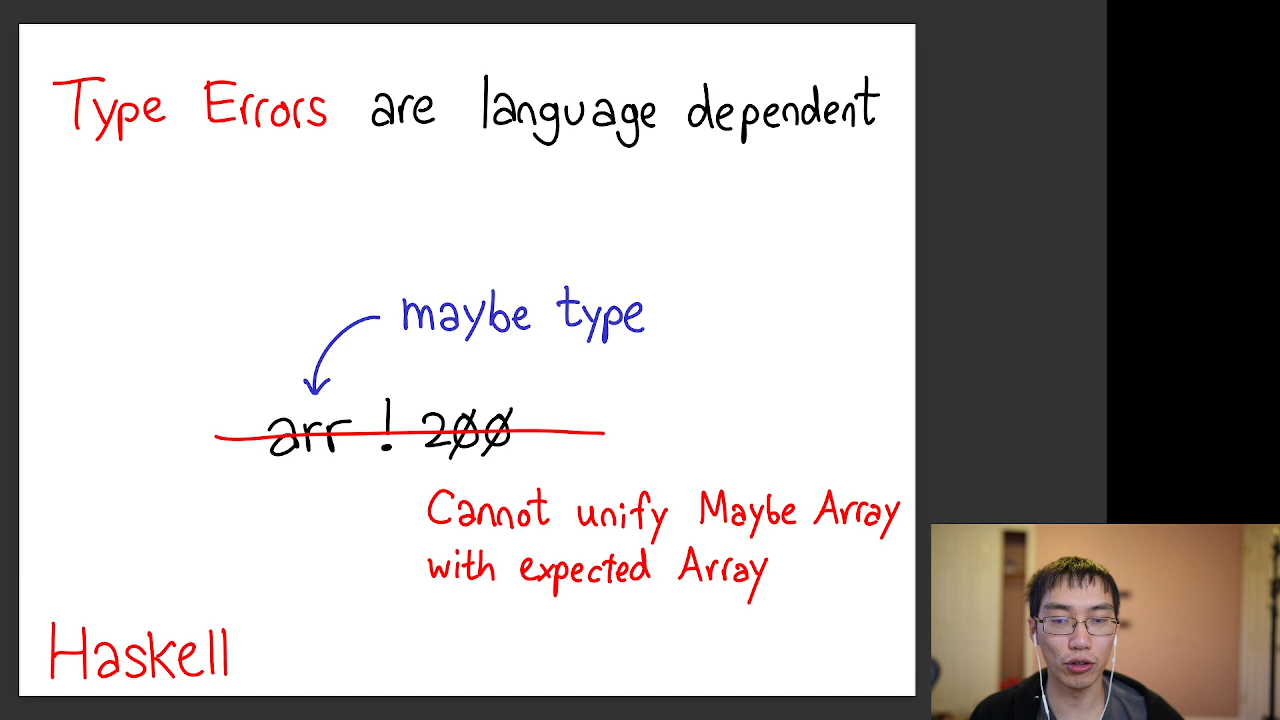 Type Errors are language dependent
maybe type
arr ! 200
Cannot unify Maybe Array
with expected Array
Haskell